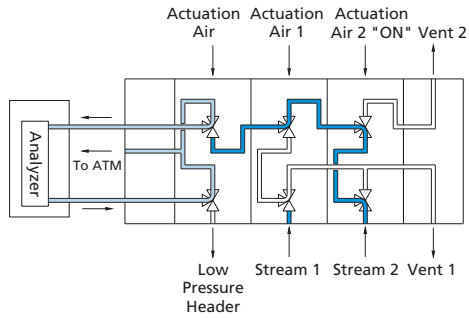 Actuation
Air
Actuation
Air 1
Actuation
Air 2 "ON"
Vent 2
Analyzer
To ATM
Low
Pressure
Header
Stream 1
Stream 2
Vent 1